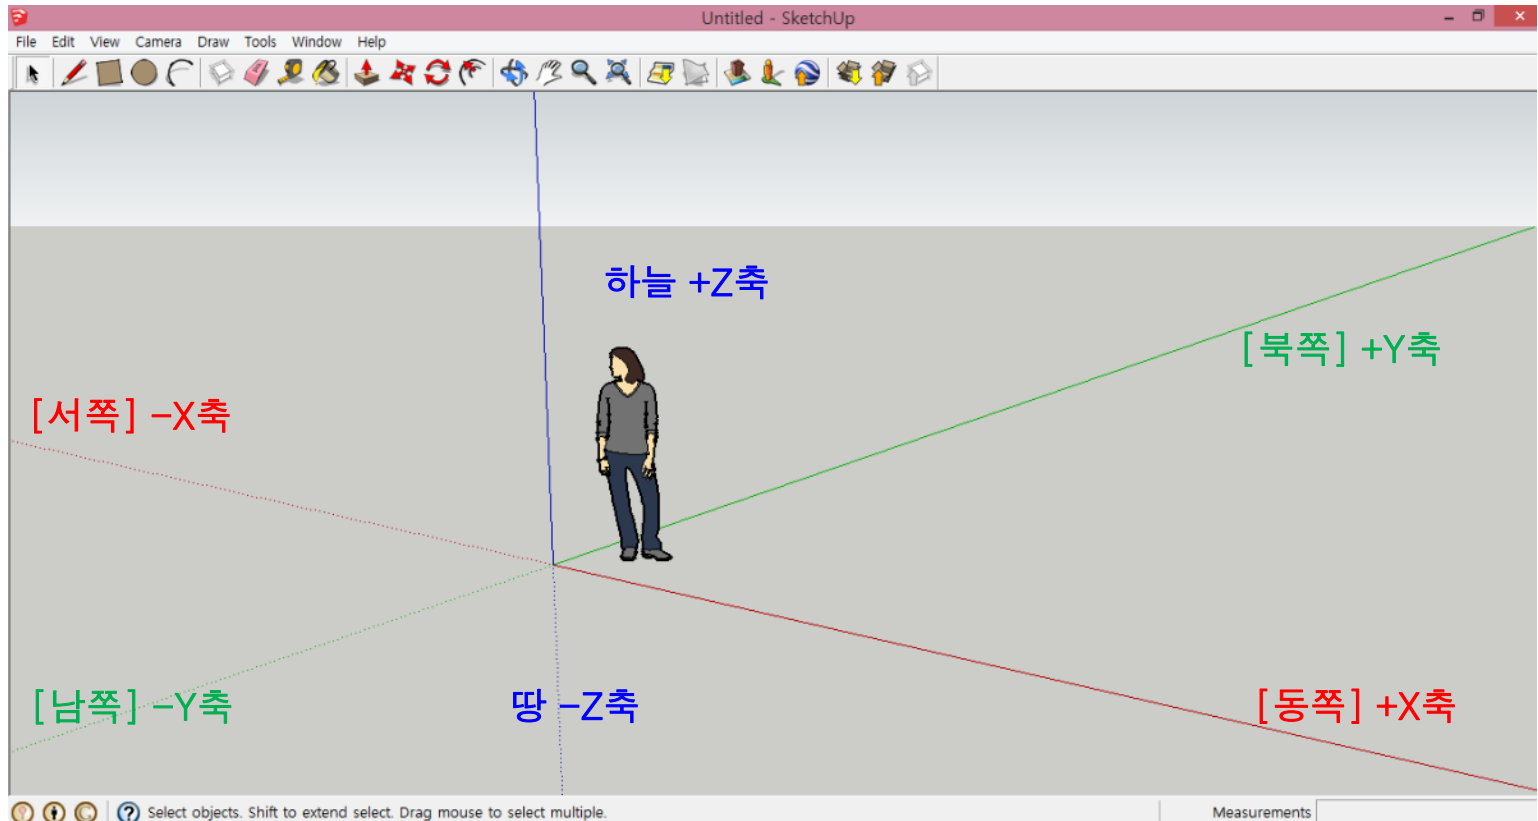 Untitled - SketchUp
File Edit View Camera Draw Tools Window Help
하늘 +Z축
[북쪽] +Y축
[서쪽] -X축
[남쪽] -Y축
땅 -Z축
[동쪽] +X축
Select objects. Shift to extend select. Drag mouse to select multiple.
Measurements